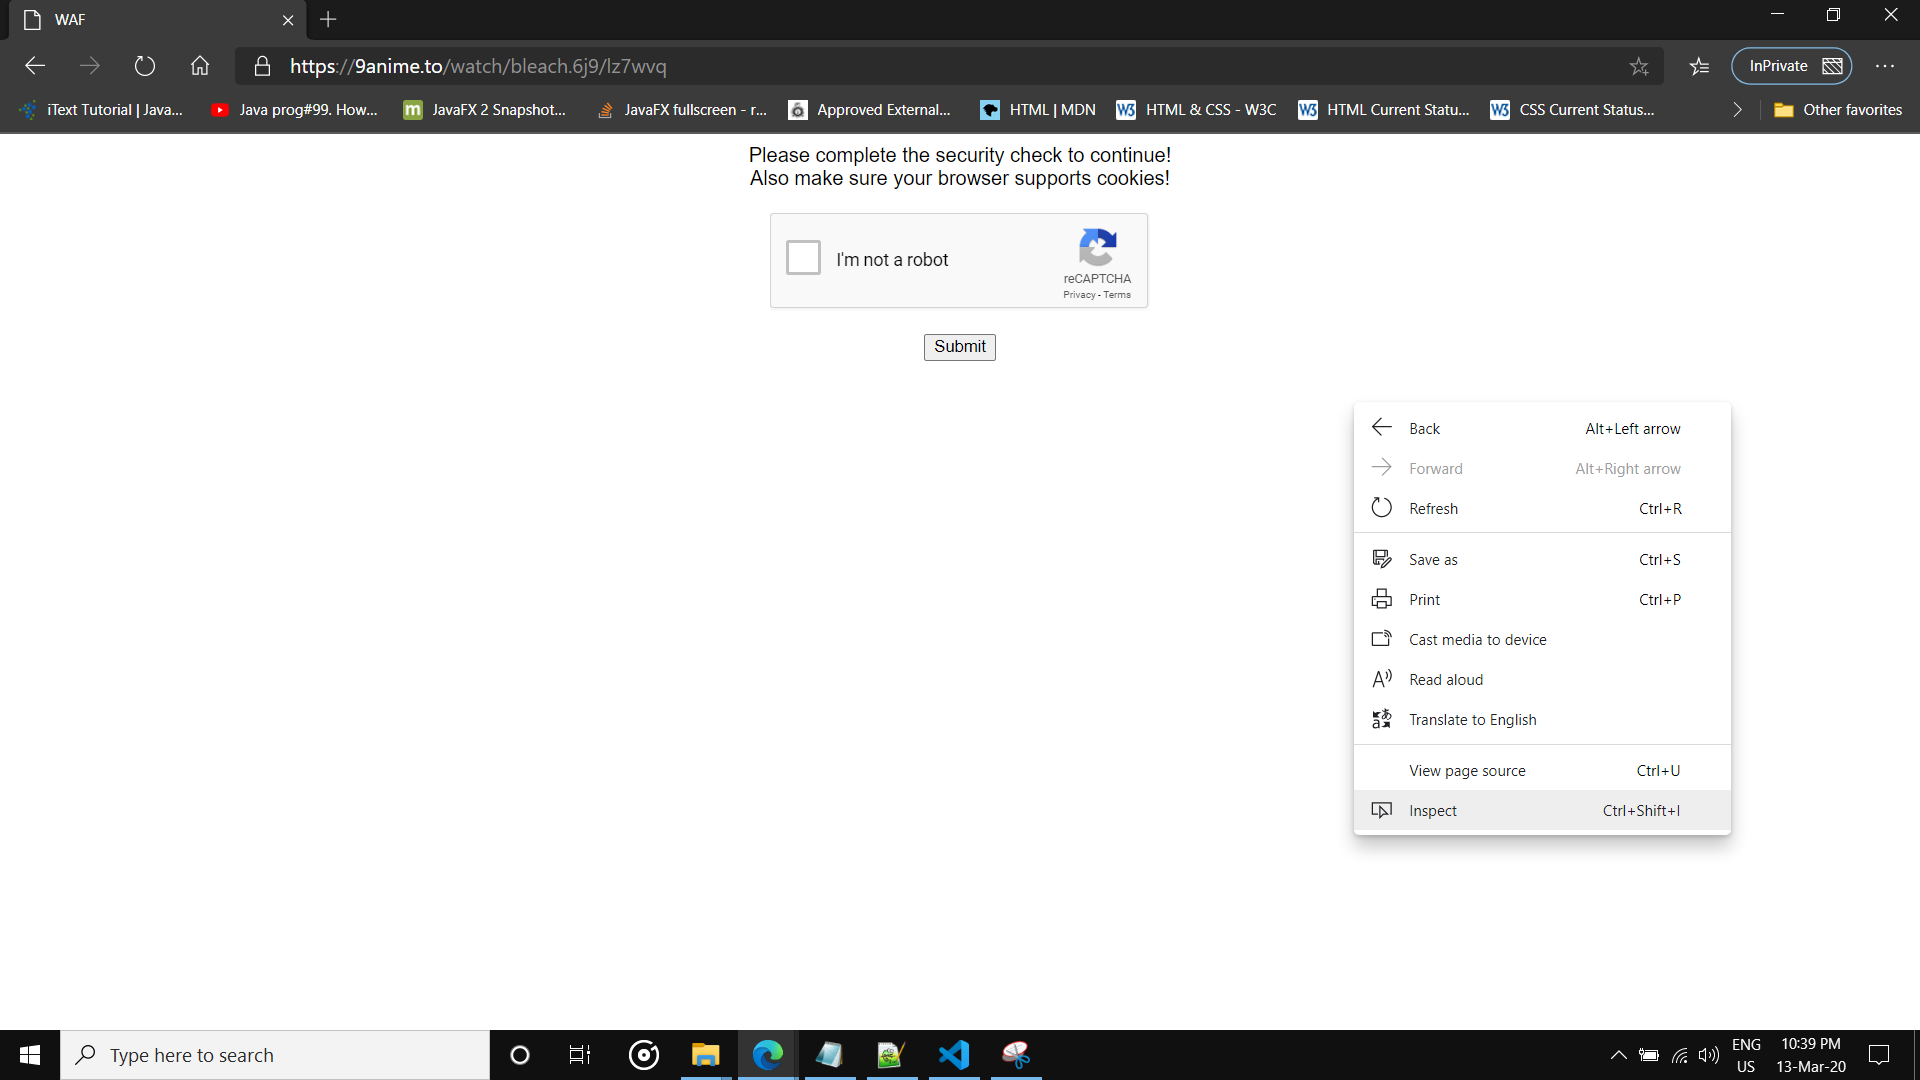 WAF
https://9anime.to/watch/bleach.6j9/lz7wvq
InPrivate
iText Tutorial | Java...
Java prog#99. How...
m JavaFX 2 Snapshot...
JavaFX fullscreen - r...
Approved External...
HTML | MDN
W3 HTML & CSS - W3C
W3 HTML Current Statu...
W3 CSS Current Status...
Other favorites
Please complete the security check to continue!
Also make sure your browser supports cookies!
I'm not a robot
reCAPTCHA
Privacy - Terms
Submit
Back Alt+Left arrow
Forward Alt+Right arrow
Refresh Ctrl+R
Save as Ctrl+S
Print Ctrl+P
Cast media to device
Read aloud
Translate to English
View page source Ctrl+U
Inspect Ctrl+Shift+I
Type here to search
ENG
US
10:39 PM
13-Mar-20